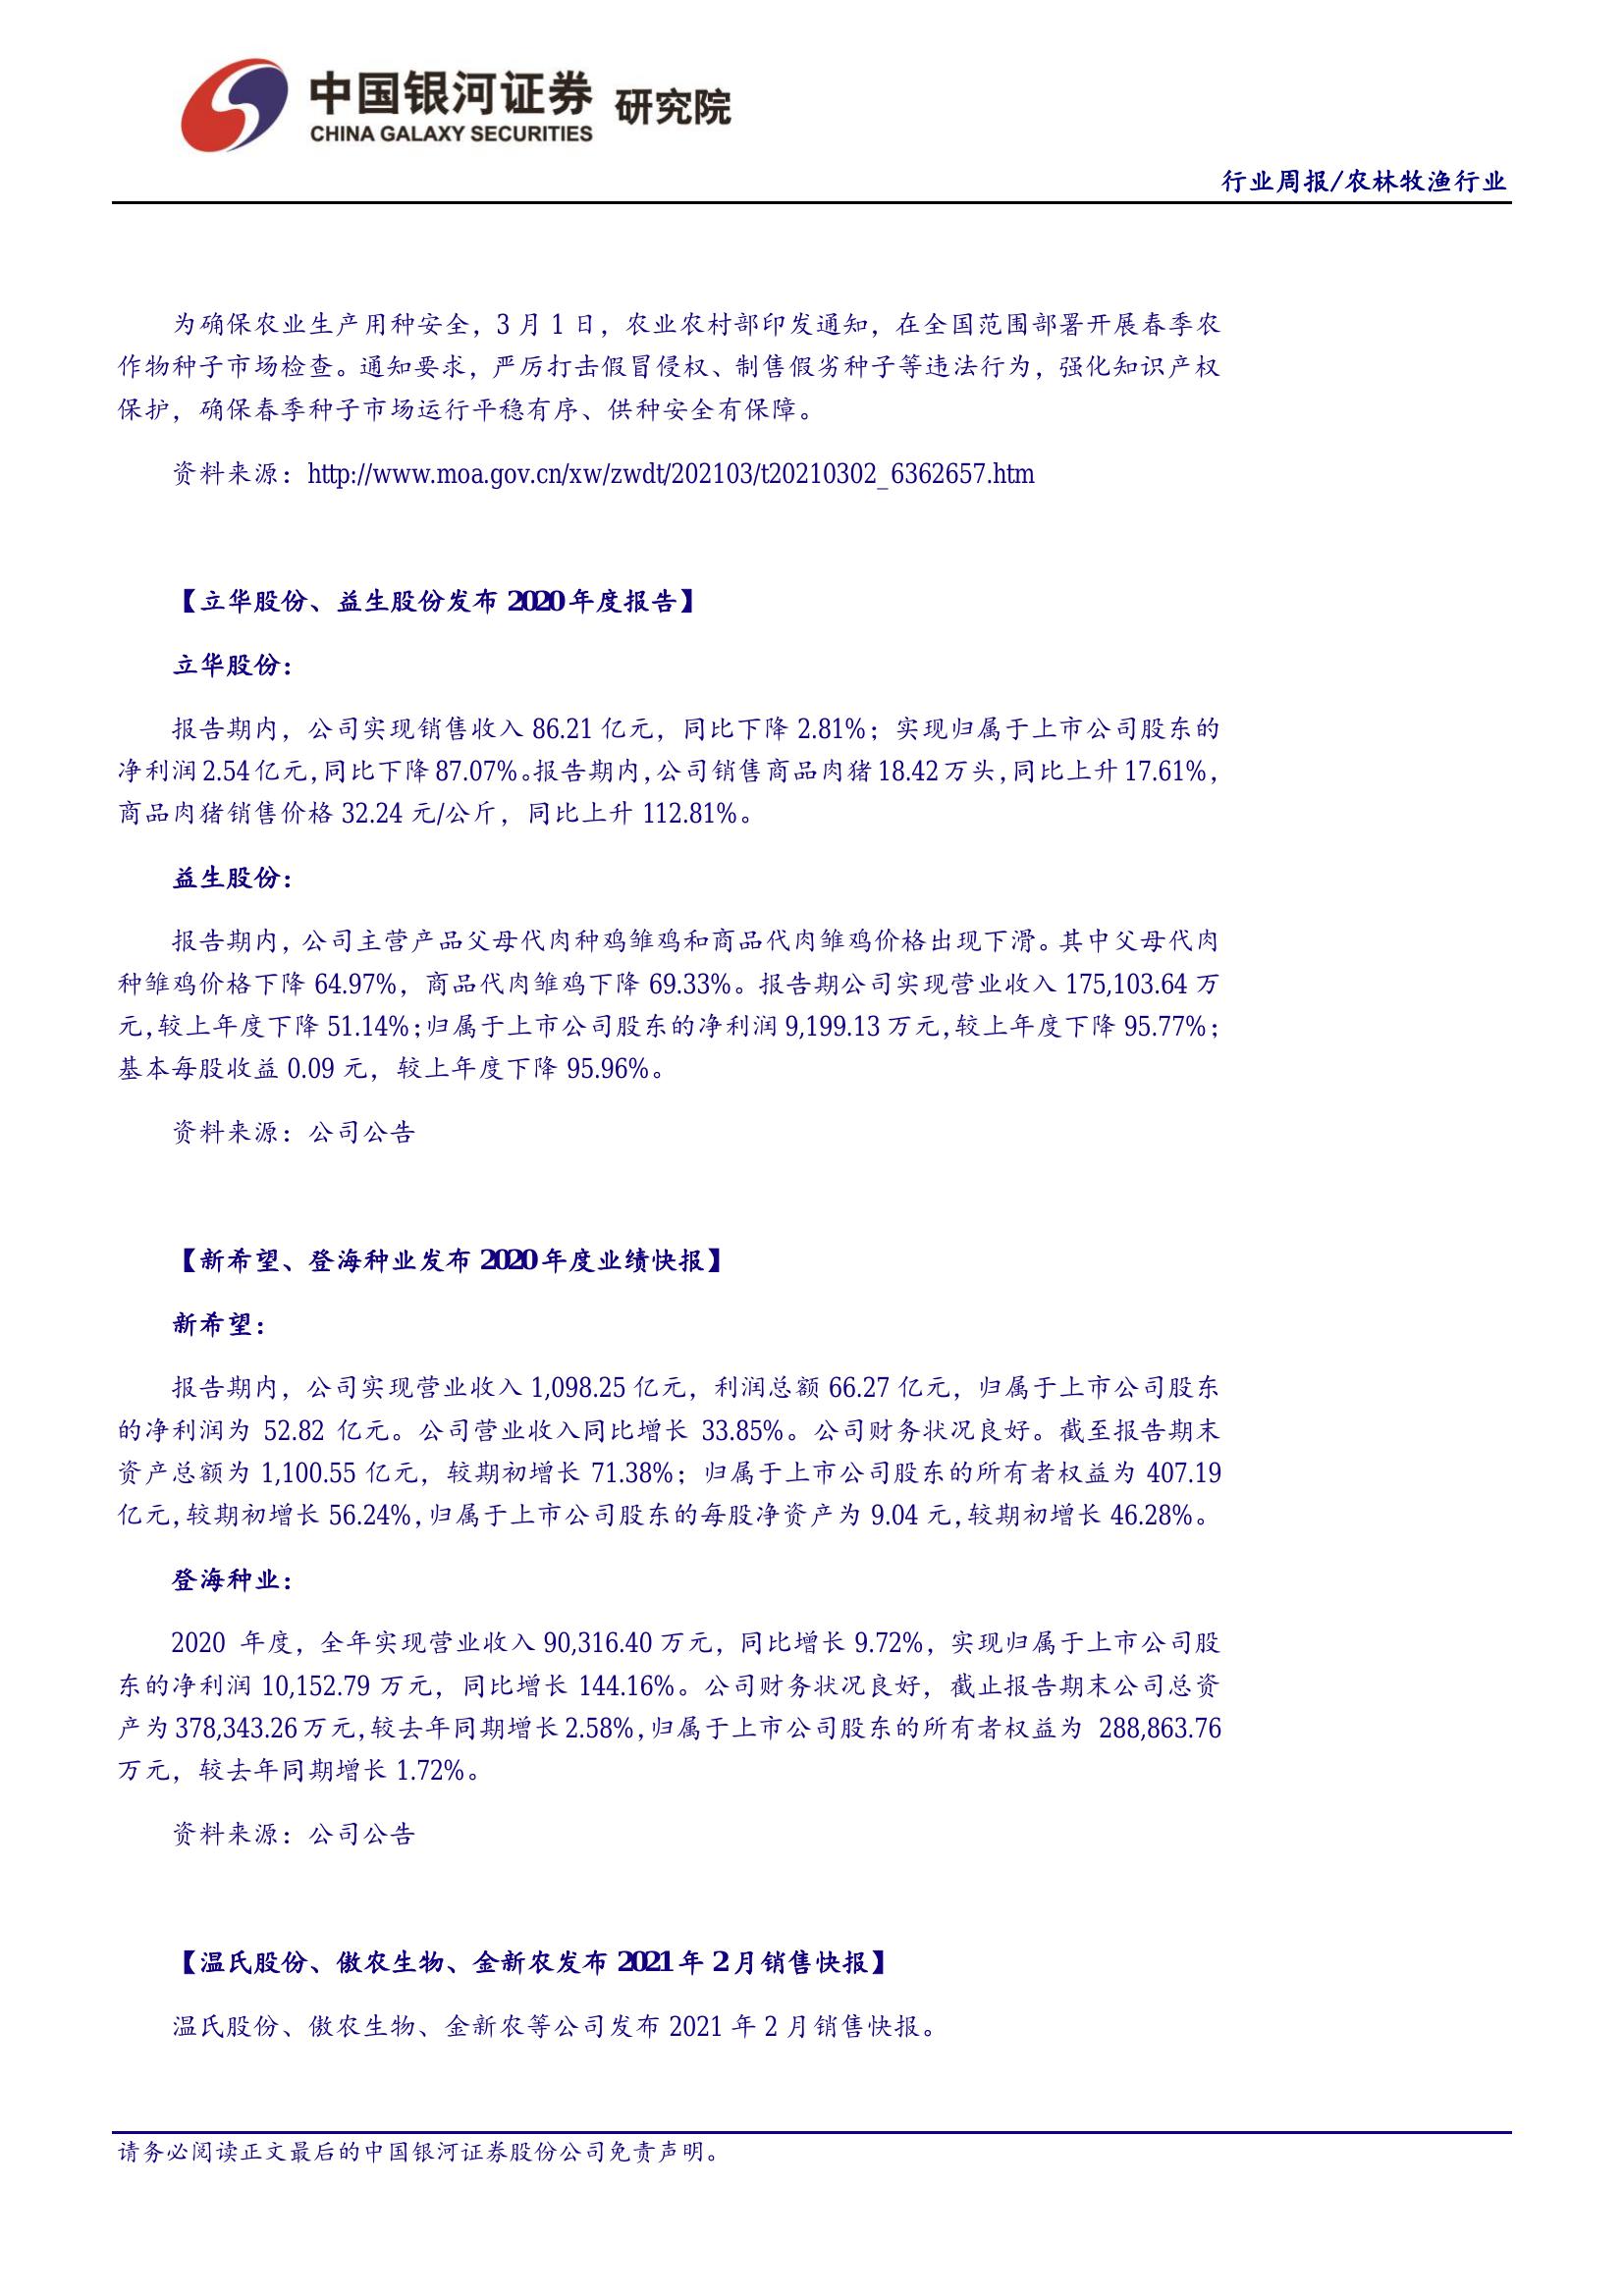 中国银河证券 研究院
CHINA GALAXY SECURITIES
行业周报/农林牧渔行业
为确保农业生产用种安全，3 月 1 日，农业农村部印发通知，在全国范围部署开展春季农
作物种子市场检查。通知要求，严厉打击假冒侵权、制售假劣种子等违法行为，强化知识产权
保护，确保春季种子市场运行平稳有序、供种安全有保障。
资料来源：http://www.moa.gov.cn/xw/zwdt/202103/t20210302_6362657.htm
【立华股份、益生股份发布 2020 年度报告】
立华股份：
报告期内，公司实现销售收入 86.21 亿元，同比下降 2.81%；实现归属于上市公司股东的
净利润 2.54 亿元，同比下降 87.07%。报告期内，公司销售商品肉猪 18.42 万头，同比上升 17.61%，
商品肉猪销售价格 32.24 元/公斤，同比上升 112.81%。
益生股份：
报告期内，公司主营产品父母代肉种鸡雏鸡和商品代肉雏鸡价格出现下滑。其中父母代肉
种雏鸡价格下降 64.97%，商品代肉雏鸡下降 69.33%。报告期公司实现营业收入 175,103.64 万
元，较上年度下降 51.14%；归属于上市公司股东的净利润 9,199.13 万元，较上年度下降 95.77%；
基本每股收益 0.09 元，较上年度下降 95.96%。
资料来源：公司公告
【新希望、登海种业发布 2020 年度业绩快报】
新希望：
报告期内，公司实现营业收入 1,098.25 亿元，利润总额 66.27 亿元，归属于上市公司股东
的净利润为 52.82 亿元。公司营业收入同比增长 33.85%。公司财务状况良好。截至报告期末
资产总额为 1,100.55 亿元，较期初增长 71.38%；归属于上市公司股东的所有者权益为 407.19
亿元，较期初增长 56.24%，归属于上市公司股东的每股净资产为 9.04 元，较期初增长 46.28%。
登海种业：
2020 年度，全年实现营业收入 90,316.40 万元，同比增长 9.72%，实现归属于上市公司股
东的净利润 10,152.79 万元，同比增长 144.16%。公司财务状况良好，截止报告期末公司总资
产为 378,343.26 万元，较去年同期增长 2.58%，归属于上市公司股东的所有者权益为 288,863.76
万元，较去年同期增长 1.72%。
资料来源：公司公告
【温氏股份、傲农生物、金新农发布 2021 年 2 月销售快报】
温氏股份、傲农生物、金新农等公司发布 2021 年 2 月销售快报。
请务必阅读正文最后的中国银河证券股份公司免责声明。